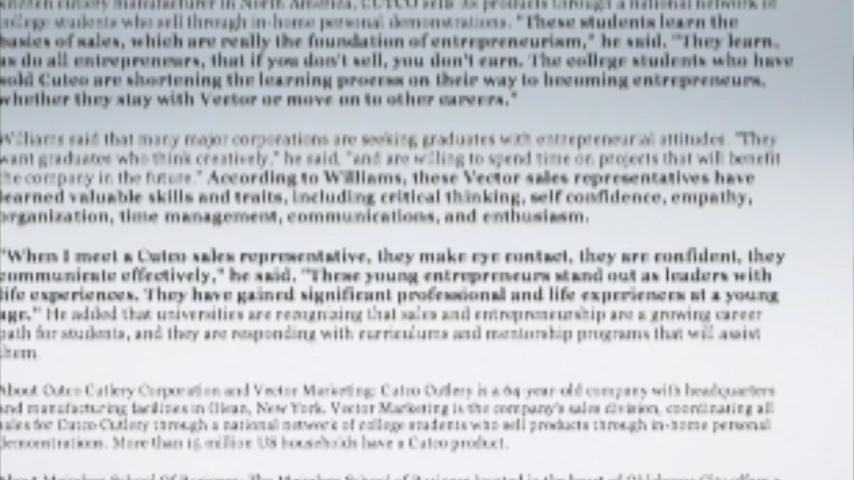 kitchen cutlery manufacturer in North America, CUTCO sells its products through a national network of
college students who sell through in-home personal demonstrations. "These students learn the
basics of sales, which are really the foundation of entrepreneurism," he said. "They learn,
as do all entrepreneurs, that if you don't sell, you don't earn. The college students who have
sold Cutco are shortening the learning process on their way to becoming entrepreneurs,
whether they stay with Vector or move on to other careers."
Williams said that many major corporations are seeking graduates with entrepreneurial attitudes. "They
want graduates who think creatively," he said, "and are willing to spend time on projects that will benefit
the company in the future." According to Williams, these Vector sales representatives have
learned valuable skills and traits, including critical thinking, self confidence, empathy,
organization, time management, communications, and enthusiasm.
"When I meet a Cutco sales representative, they make eye contact, they are confident, they
communicate effectively," he said. "These young entrepreneurs stand out as leaders with
life experiences. They have gained significant professional and life experiences at a young
age." He added that universities are recognizing that sales and entrepreneurship are a growing career
path for students, and they are responding with curriculums and mentorship programs that will assist
them.
About Cutco Cutlery Corporation and Vector Marketing: Cutco Cutlery is a 64-year-old company with headquarters
and manufacturing facilities in Olean, New York. Vector Marketing is the company's sales division, coordinating all
sales for Cutco Cutlery through a national network of college students who sell products through in-home personal
demonstration. More than 15 million US households have a Cutco product.